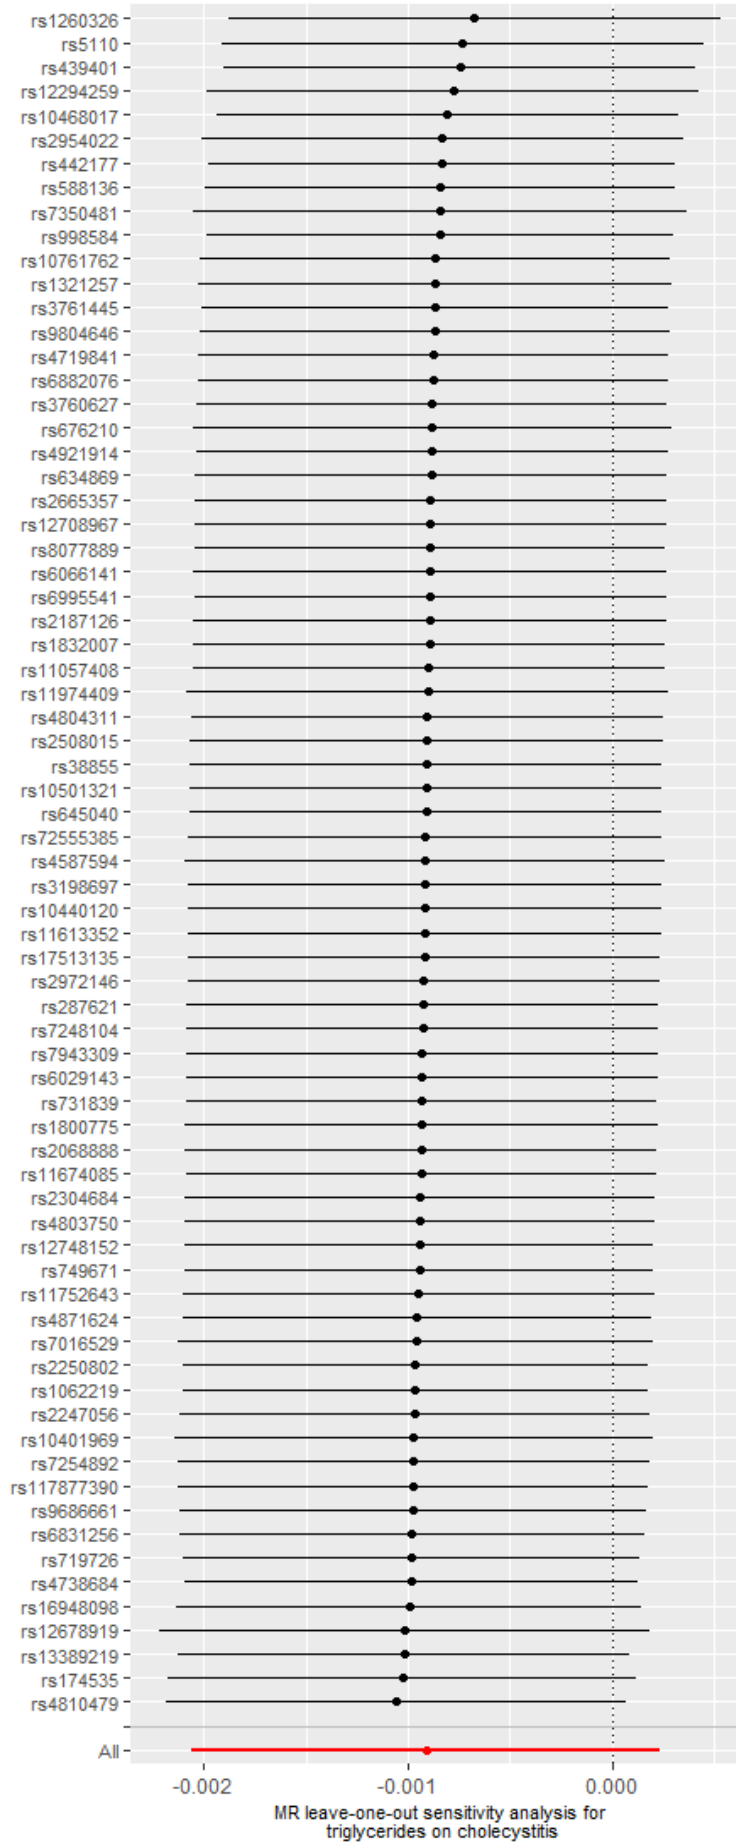 rs1260326
rs5110
rs439401
rs12294259
rs10468017
rs2954022
rs442177
rs588136
rs7350481
rs998584
rs10761762
rs1321257
rs3761445
rs9804646
rs4719841
rs6882076
rs3760627
rs676210
rs4921914
rs634869
rs2665357
rs12708967
rs8077889
rs6066141
rs6995541
rs2187126
rs1832007
rs11057408
rs11974409
rs4804311
rs2508015
rs38855
rs10501321
rs645040
rs72555385
rs4587594
rs3198697
rs10440120
rs11613352
rs17513135
rs2972146
rs287621
rs7248104
rs7943309
rs6029143
rs731839
rs1800775
rs2068888
rs11674085
rs2304684
rs4803750
rs12748152
rs749671
rs11752643
rs4871624
rs7016529
rs2250802
rs1062219
rs2247056
rs10401969
rs7254892
rs117877390
rs9686661
rs6831256
rs719726
rs4738684
rs16948098
rs12678919
rs13389219
rs174535
rs4810479
All
-0.002 -0.001 0.000
MR leave-one-out sensitivity analysis for
triglycerides on cholecystitis